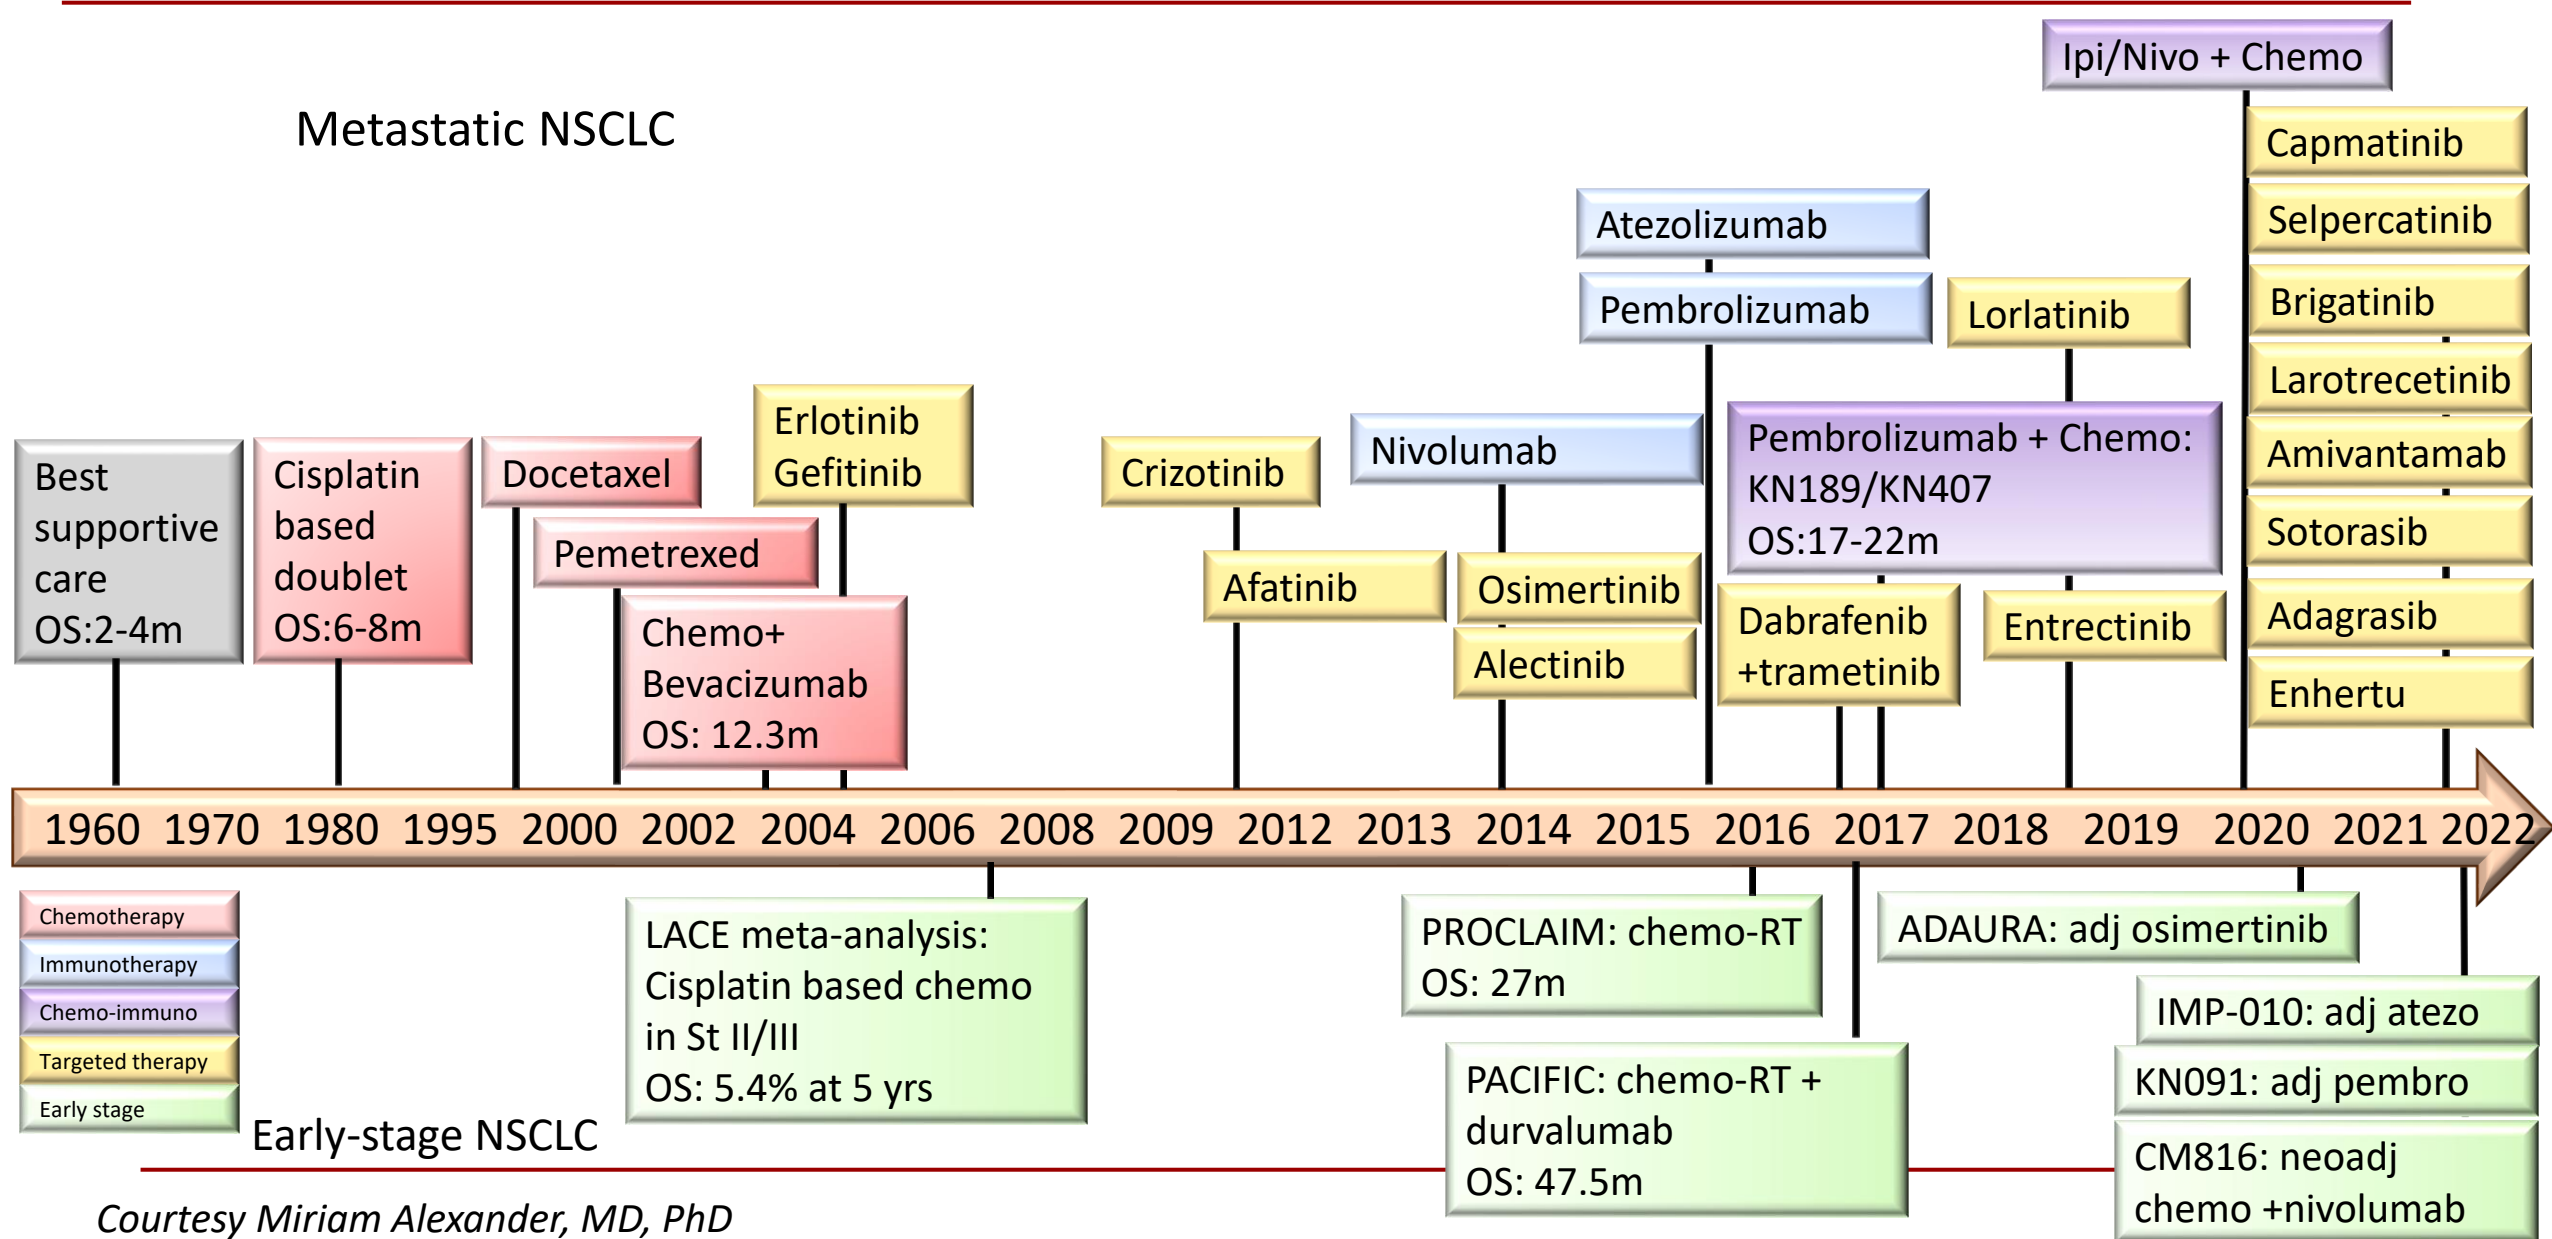 Ipi/Nivo + Chemo
Metastatic NSCLC
Capmatinib
Selpercatinib
Brigatinib
Larotrecetinib
Amivantamab
Sotorasib
Adagrasib
Enhertu
Atezolizumab
Pembrolizumab
Lorlatinib
Pembrolizumab + Chemo:
KN189/KN407
OS:17-22m
Dabrafenib
+trametinib
Entrectinib
Nivolumab
Osimertinib
Alectinib
Crizotinib
Afatinib
Erlotinib
Gefitinib
Docetaxel
Pemetrexed
Chemo+
Bevacizumab
OS: 12.3m
Cisplatin
based
doublet
OS:6-8m
Best
supportive
care
OS:2-4m
1960 1970 1980 1995 2000 2002 2004 2006 2008 2009 2012 2013 2014 2015 2016 2017 2018 2019 2020 2021 2022
Chemotherapy
Immunotherapy
Chemo-immuno
Targeted therapy
Early stage
LACE meta-analysis:
Cisplatin based chemo
in St II/III
OS: 5.4% at 5 yrs
PROCLAIM: chemo-RT
OS: 27m
PACIFIC: chemo-RT +
durvalumab
OS: 47.5m
ADAURA: adj osimertinib
IMP-010: adj atezo
KN091: adj pembro
CM816: neoadj
chemo +nivolumab
Early-stage NSCLC
Courtesy Miriam Alexander, MD, PhD